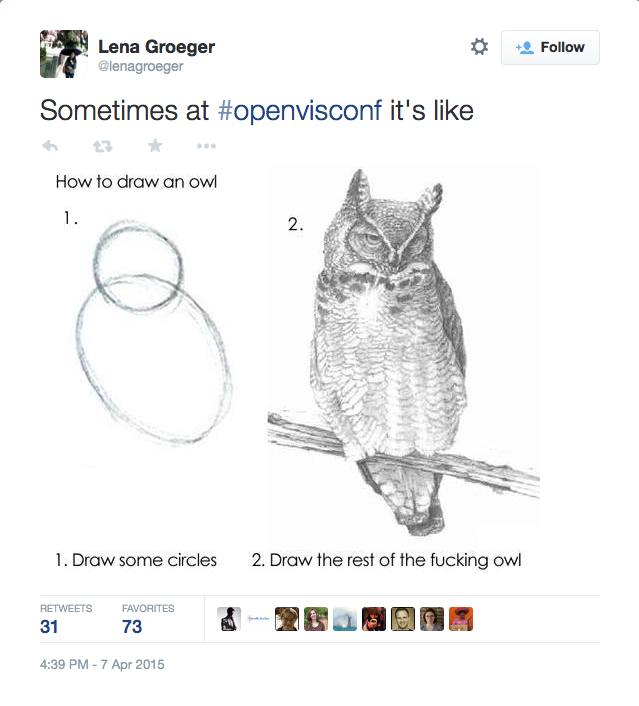 Lena Groeger
@lenagroeger
Follow
Sometimes at #openvisconf it's like
How to draw an owl
1.
2.
1. Draw some circles
2. Draw the rest of the fucking owl
RETWEETS
FAVORITES
31
73
4:39 PM - 7 Apr 2015